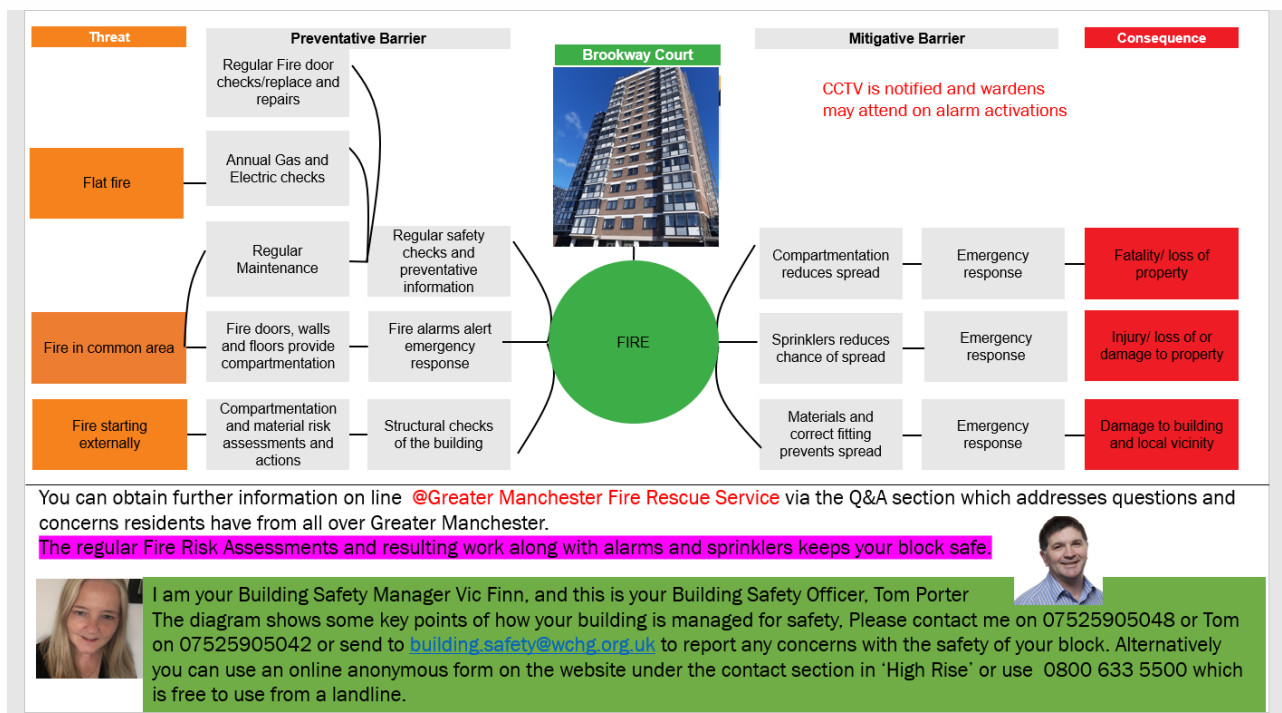 Threat
Preventative Barrier
Brookway Court
Mitigative Barrier
Consequence
Regular Fire door
checks/replace and
repairs
CCTV is notified and wardens
may attend on alarm activations
Flat fire
Annual Gas and
Electric checks
Regular
Maintenance
Regular safety
checks and
preventative
information
Compartmentation
reduces spread
Emergency
response
Fatality/ loss of
property
Fire in common area
Fire doors, walls
and floors provide
compartmentation
Fire alarms alert
emergency
response
FIRE
Sprinklers reduces
chance of spread
Emergency
response
Injury/ loss of or
damage to property
Fire starting
externally
Compartmentation
and material risk
assessments and
actions
Structural checks
of the building
Materials and
correct fitting
prevents spread
Emergency
response
Damage to building
and local vicinity
You can obtain further information on line @Greater Manchester Fire Rescue Service via the Q&A section which addresses questions and
concerns residents have from all over Greater Manchester.
The regular Fire Risk Assessments and resulting work along with alarms and sprinklers keeps your block safe.
I am your Building Safety Manager Vic Finn, and this is your Building Safety Officer, Tom Porter
The diagram shows some key points of how your building is managed for safety, Please contact me on 07525905048 or Tom
on 07525905042 or send to building.safety@wchg.org.uk to report any concerns with the safety of your block. Alternatively
you can use an online anonymous form on the website under the contact section in ‘High Rise’ or use 0800 633 5500 which
is free to use from a landline.